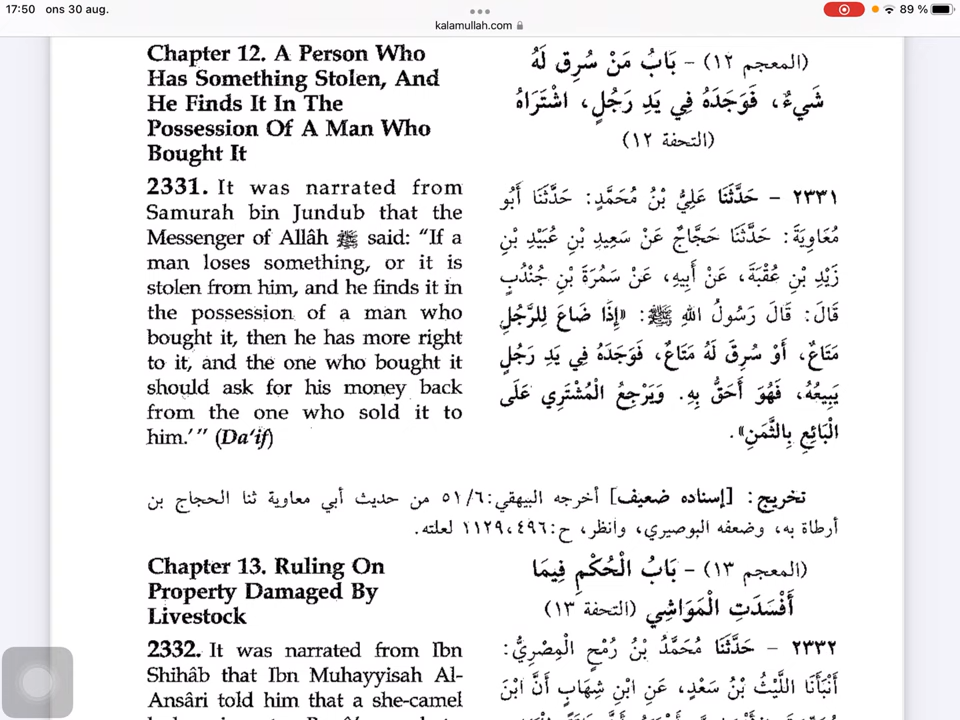 17:50 ons 30 aug.
89 %
kalamullah.com
Chapter 12. A Person Who
Has Something Stolen, And
He Finds It In The
Possession Of A Man Who
Bought It
(المعجم ١٢) - بَابُ مَنْ سُرِقَ لَهُ
شَيءٌ، فَوَجَدَهُ فِي يَدِ رَجُلٍ، اشْتَرَاهُ
(التحفة ١٢)
2331. It was narrated from
Samurah bin Jundub that the
Messenger of Allâh ﷺ said: “If a
man loses something, or it is
stolen from him, and he finds it in
the possession of a man who
bought it, then he has more right
to it, and the one who bought it
should ask for his money back
from the one who sold it to
him.’” (Da‘if)
٢٣٣١ - حَدَّثَنَا عَلِيُّ بْنُ مُحَمَّدٍ: حَدَّثَنَا أَبُو
مُعَاوِيَةَ: حَدَّثَنَا حَجَّاجٌ عَنْ سَعِيدِ بْنِ عُبَيْدِ بْنِ
زَيْدِ بْنِ عُقْبَةَ، عَنْ أَبِيهِ، عَنْ سَمُرَةَ بْنِ جُنْدُبٍ
قَالَ: قَالَ رَسُولُ اللهِ ﷺ: «إِذَا ضَاعَ لِلرَّجُلِ
مَتَاعٌ، أَوْ سُرِقَ لَهُ مَتَاعٌ، فَوَجَدَهُ فِي يَدِ رَجُلٍ
يَبِيعُهُ، فَهُوَ أَحَقُّ بِهِ. وَيَرْجِعُ الْمُشْتَرِي عَلَى
الْبَائِعِ بِالثَّمَنِ».
تخريج: [إسناده ضعيف] أخرجه البيهقي: ٦/ ٥١ من حديث أبي معاوية ثنا الحجاج بن
أرطاة به، وضعفه البوصيري، وانظر، ح: ٤٩٦، ١١٢٩ لعلته.
Chapter 13. Ruling On
Property Damaged By
Livestock
(المعجم ١٣) - بَابُ الْحُكْمِ فِيمَا
أَفْسَدَتِ الْمَوَاشِي (التحفة ١٣)
2332. It was narrated from Ibn
Shihâb that Ibn Muhayyisah Al-
Ansâri told him that a she-camel
٢٣٣٢ - حَدَّثَنَا مُحَمَّدُ بْنُ رُمْحٍ الْمِصْرِيُّ:
أَنْبَأَنَا اللَّيْثُ بْنُ سَعْدٍ، عَنِ ابْنِ شِهَابٍ أَنَّ ابْنَ